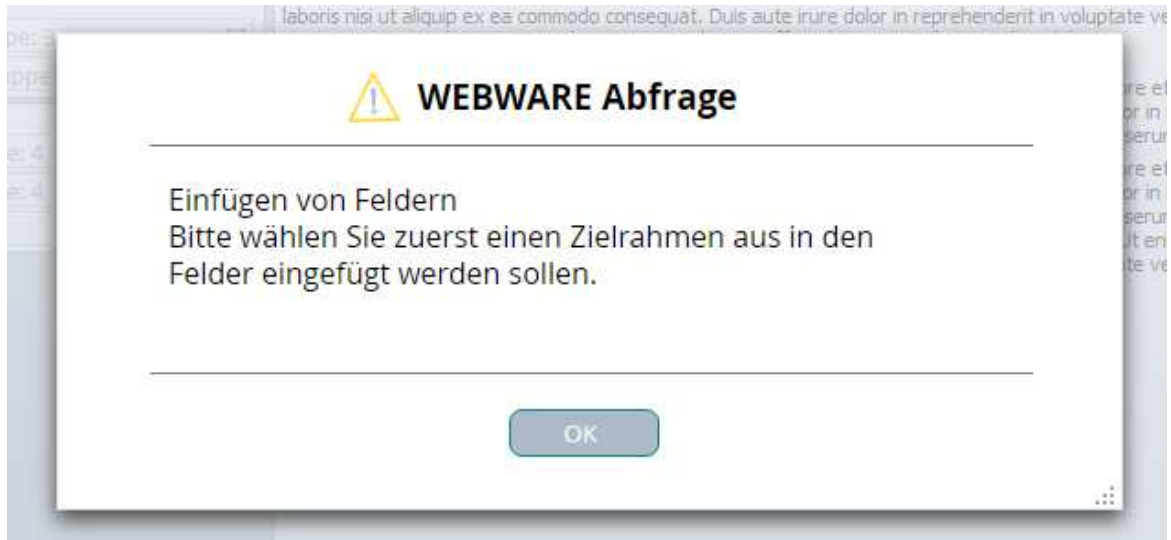 laboris nisi ut aliquip ex ea commodo consequat. Duis aute irure dolor in reprehenderit in voluptate ve
WEBWARE Abfrage
Einfügen von Feldern
Bitte wählen Sie zuerst einen Zielrahmen aus in den
Felder eingefügt werden sollen.
OK